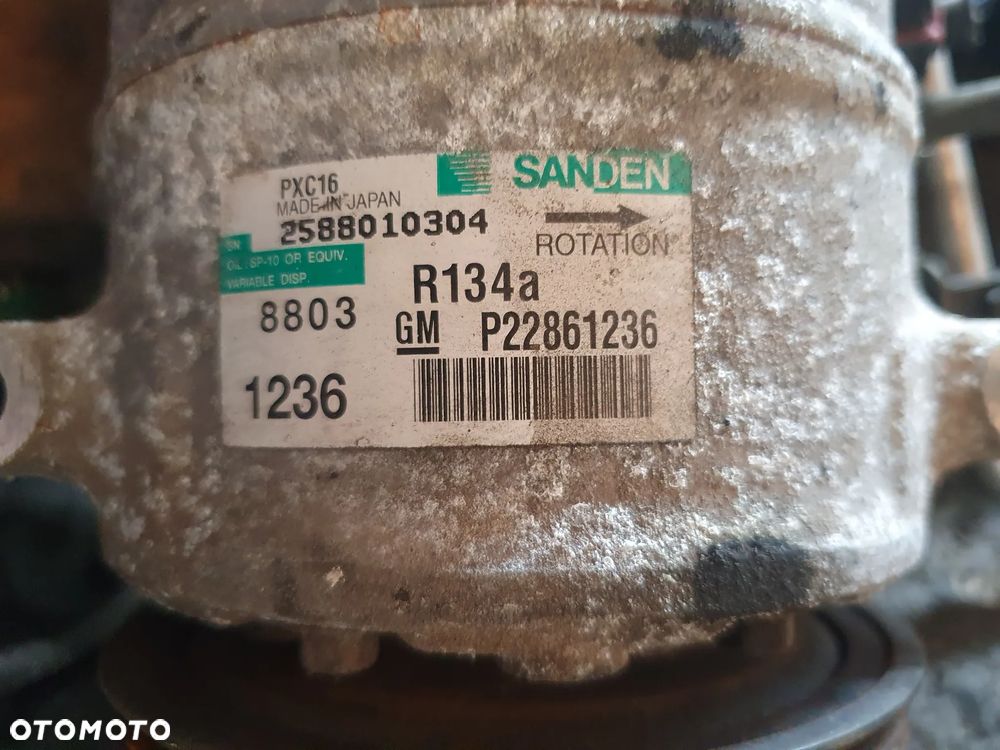 SANDEN
PXC16
MADE IN JAPAN
SN 2588010304
ROTATION
OIL: SP-10 OR EQUIV.
VARIABLE DISP.
R134a
8803
GM P22861236
1236
OTOMOTO